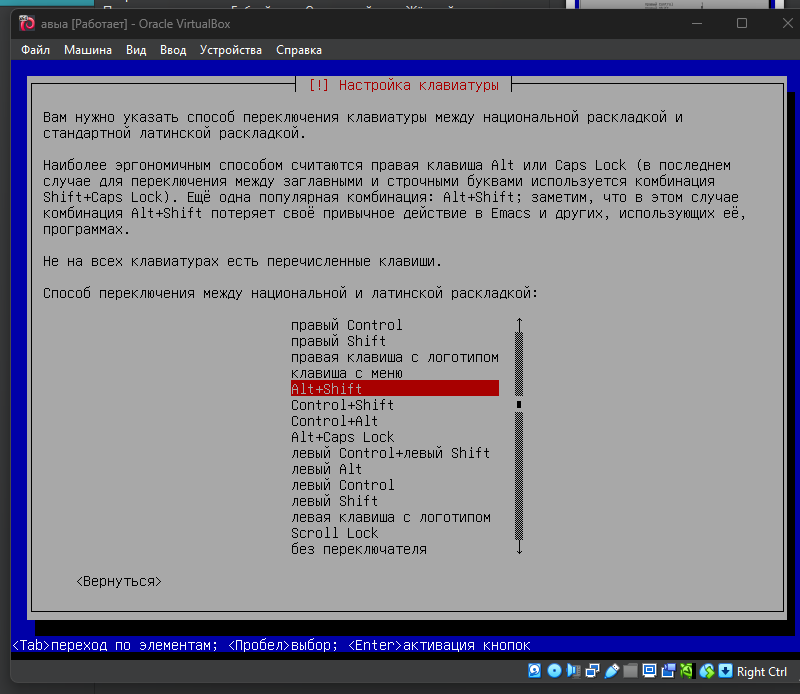 авыа [Работает] - Oracle VirtualBox
Файл Машина Вид Ввод Устройства Справка
[!] Настройка клавиатуры
Вам нужно указать способ переключения клавиатуры между национальной раскладкой и
стандартной латинской раскладкой.
Наиболее эргономичным способом считаются правая клавиша Alt или Caps Lock (в последнем
случае для переключения между заглавными и строчными буквами используется комбинация
Shift+Caps Lock). Ещё одна популярная комбинация: Alt+Shift; заметим, что в этом случае
комбинация Alt+Shift потеряет своё привычное действие в Emacs и других, использующих её,
программах.
Не на всех клавиатурах есть перечисленные клавиши.
Способ переключения между национальной и латинской раскладкой:
правый Control
правый Shift
правая клавиша с логотипом
клавиша с меню
Alt+Shift
Control+Shift
Control+Alt
Alt+Caps Lock
левый Control+левый Shift
левый Alt
левый Control
левый Shift
левая клавиша с логотипом
Scroll Lock
без переключателя
<Вернуться>
<Tab>переход по элементам; <Пробел>выбор; <Enter>активация кнопок
Right Ctrl